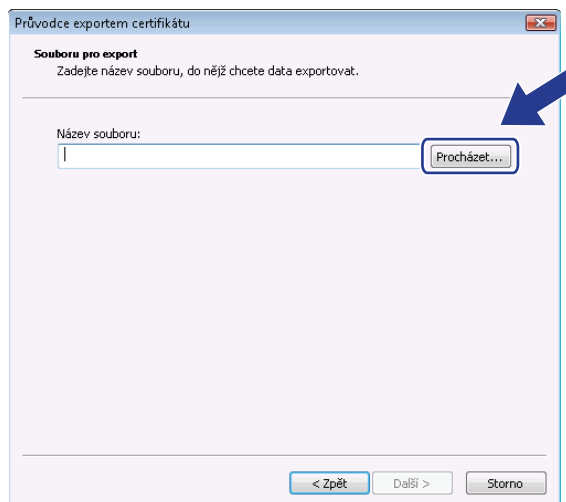 Průvodce exportem certifikátu
Souboru pro export
Zadejte název souboru, do nějž chcete data exportovat.
Název souboru:
Procházet...
< Zpět
Další >
Storno